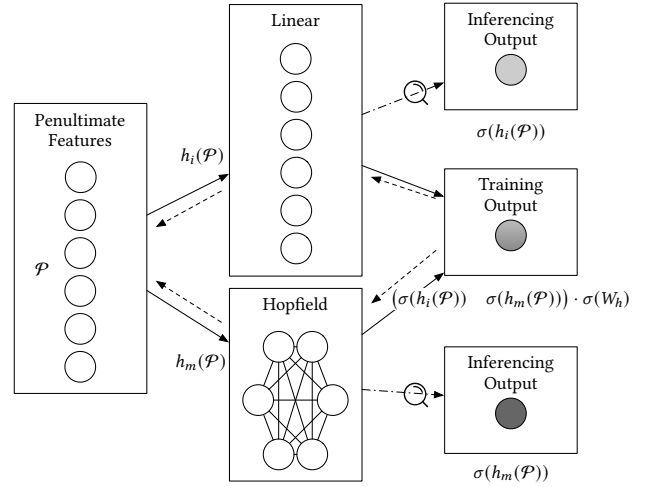 Linear
Inferencing
Output
σ(h_i(𝒫))
Penultimate
Features
𝒫
h_i(𝒫)
h_m(𝒫)
Training
Output
(σ(h_i(𝒫)) σ(h_m(𝒫))) · σ(W_h)
Hopfield
Inferencing
Output
σ(h_m(𝒫))